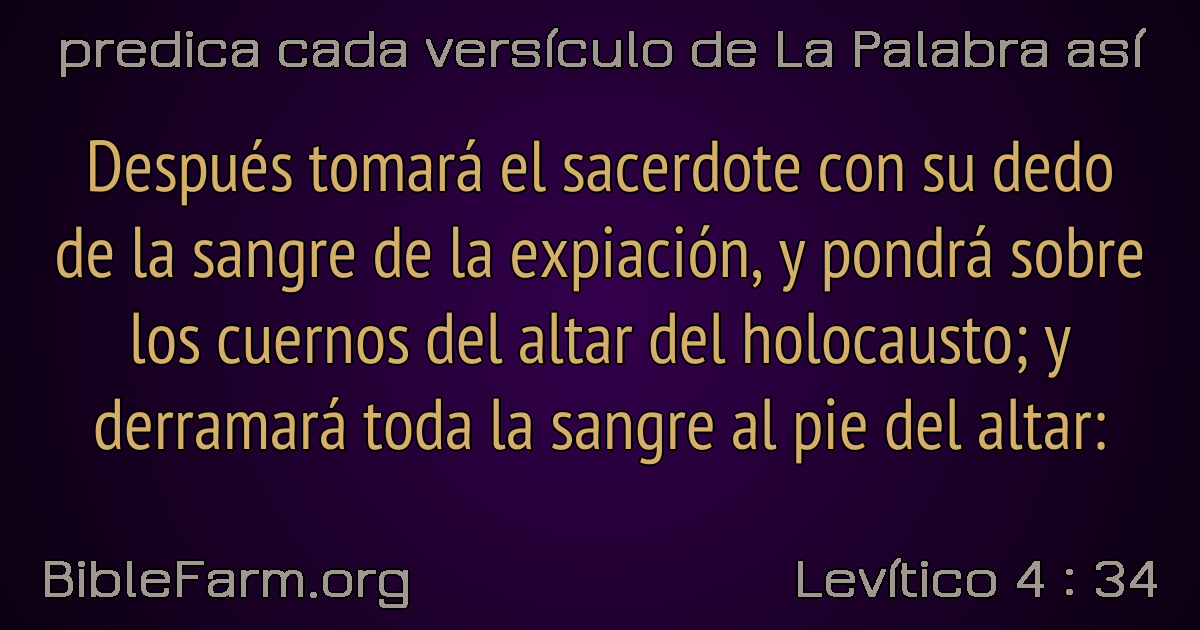 predica cada versículo de La Palabra así
Después tomará el sacerdote con su dedo
de la sangre de la expiación, y pondrá sobre
los cuernos del altar del holocausto; y
derramará toda la sangre al pie del altar:
BibleFarm.org
Levítico 4 : 34